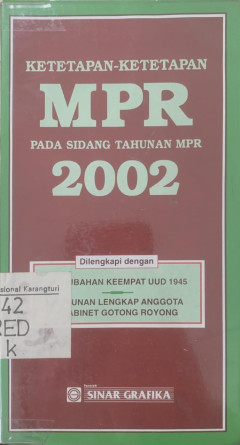 KETETAPAN-KETETAPAN
MPR
PADA SIDANG TAHUNAN MPR
2002
Dilengkapi dengan
UBAHAN KEEMPAT UUD 1945
UNAN LENGKAP ANGGOTA
ABINET GOTONG ROYONG
sional Karangturi
42
RED
k
SINAR GRAFIKA